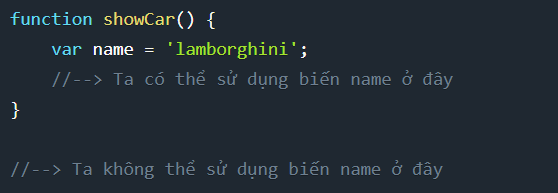 function showCar() {
    var name = 'lamborghini';
    //--> Ta có thể sử dụng biến name ở đây
}

//--> Ta không thể sử dụng biến name ở đây